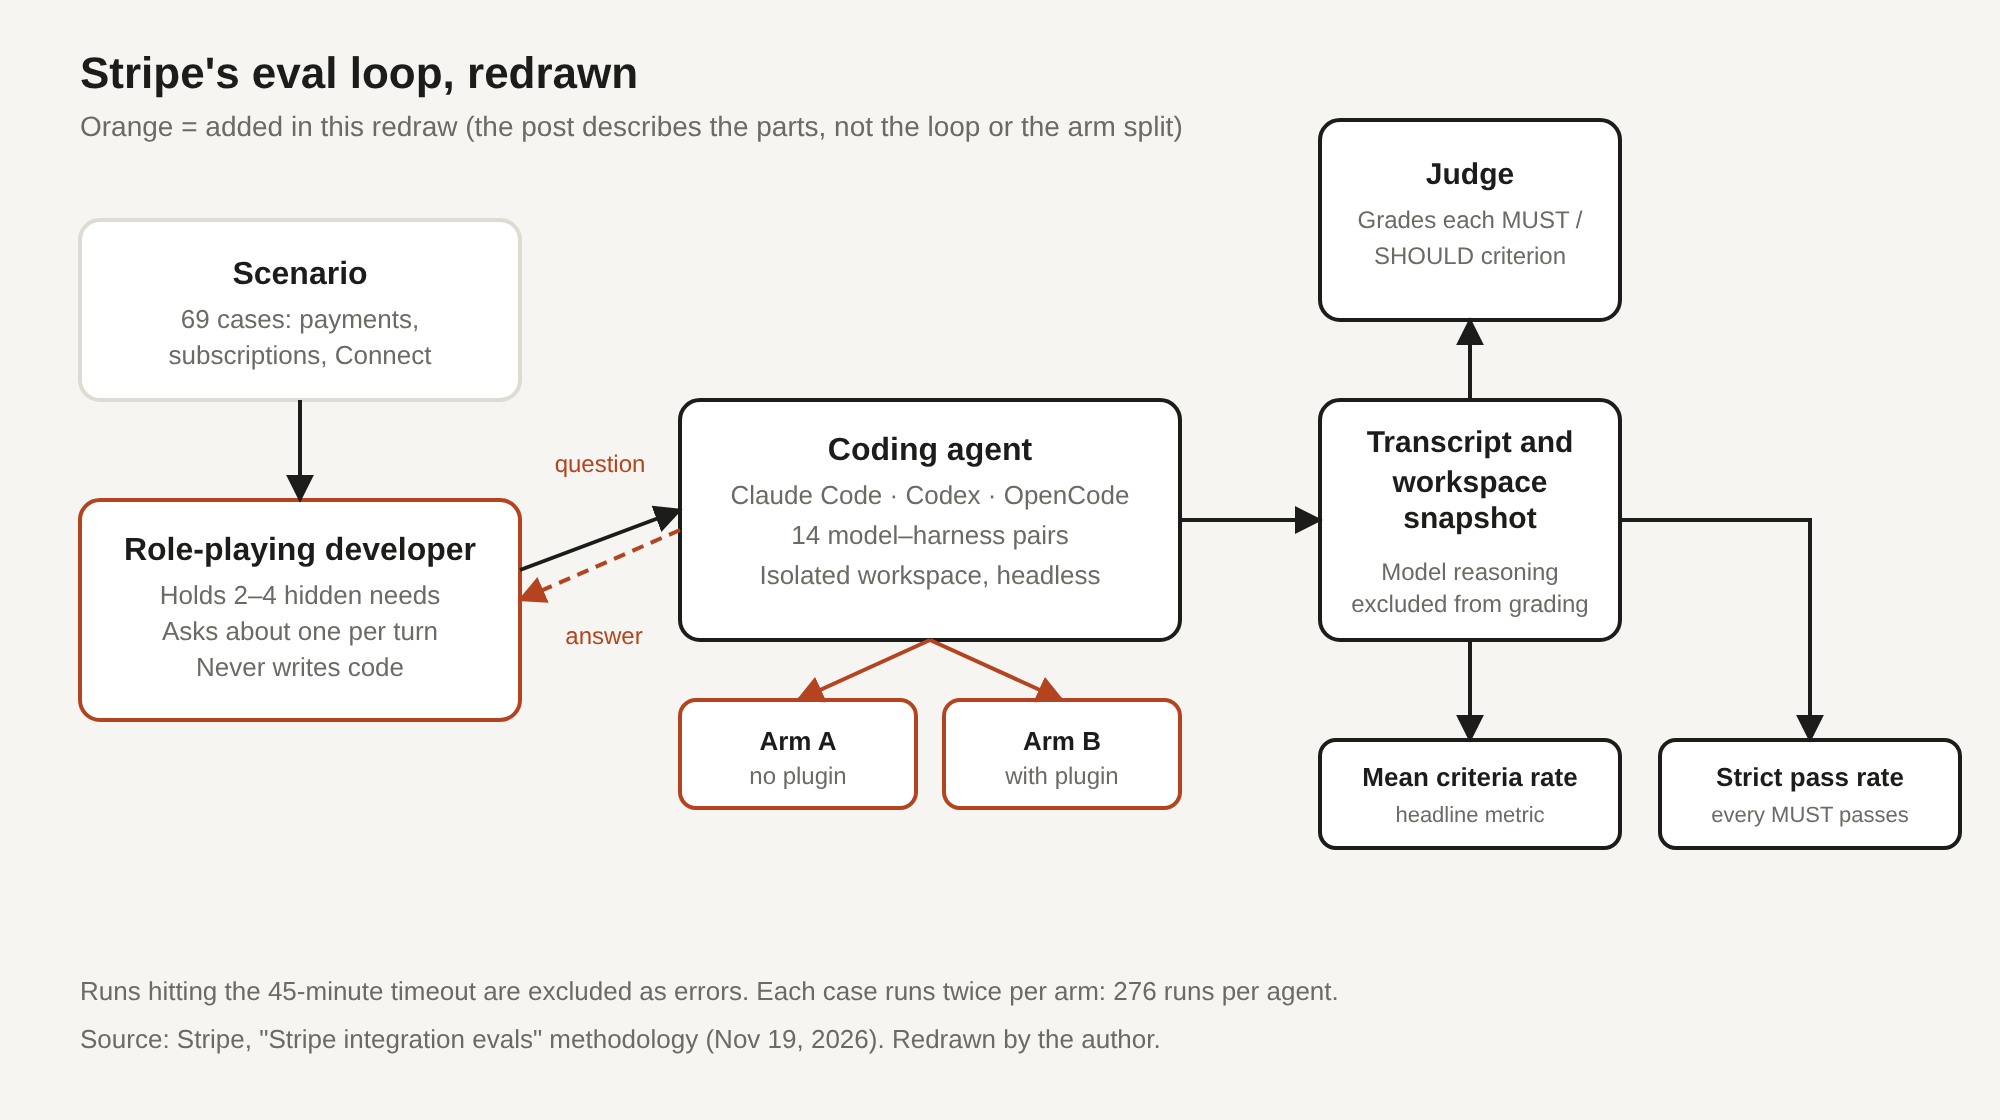 Stripe's eval loop, redrawn
Orange = added in this redraw (the post describes the parts, not the loop or the arm split)
Scenario
69 cases: payments,
subscriptions, Connect
Role-playing developer
Holds 2–4 hidden needs
Asks about one per turn
Never writes code
question
answer
Coding agent
Claude Code · Codex · OpenCode
14 model–harness pairs
Isolated workspace, headless
Arm A
no plugin
Arm B
with plugin
Judge
Grades each MUST /
SHOULD criterion
Transcript and
workspace
snapshot
Model reasoning
excluded from grading
Mean criteria rate
headline metric
Strict pass rate
every MUST passes
Runs hitting the 45-minute timeout are excluded as errors. Each case runs twice per arm: 276 runs per agent.
Source: Stripe, "Stripe integration evals" methodology (Nov 19, 2026). Redrawn by the author.